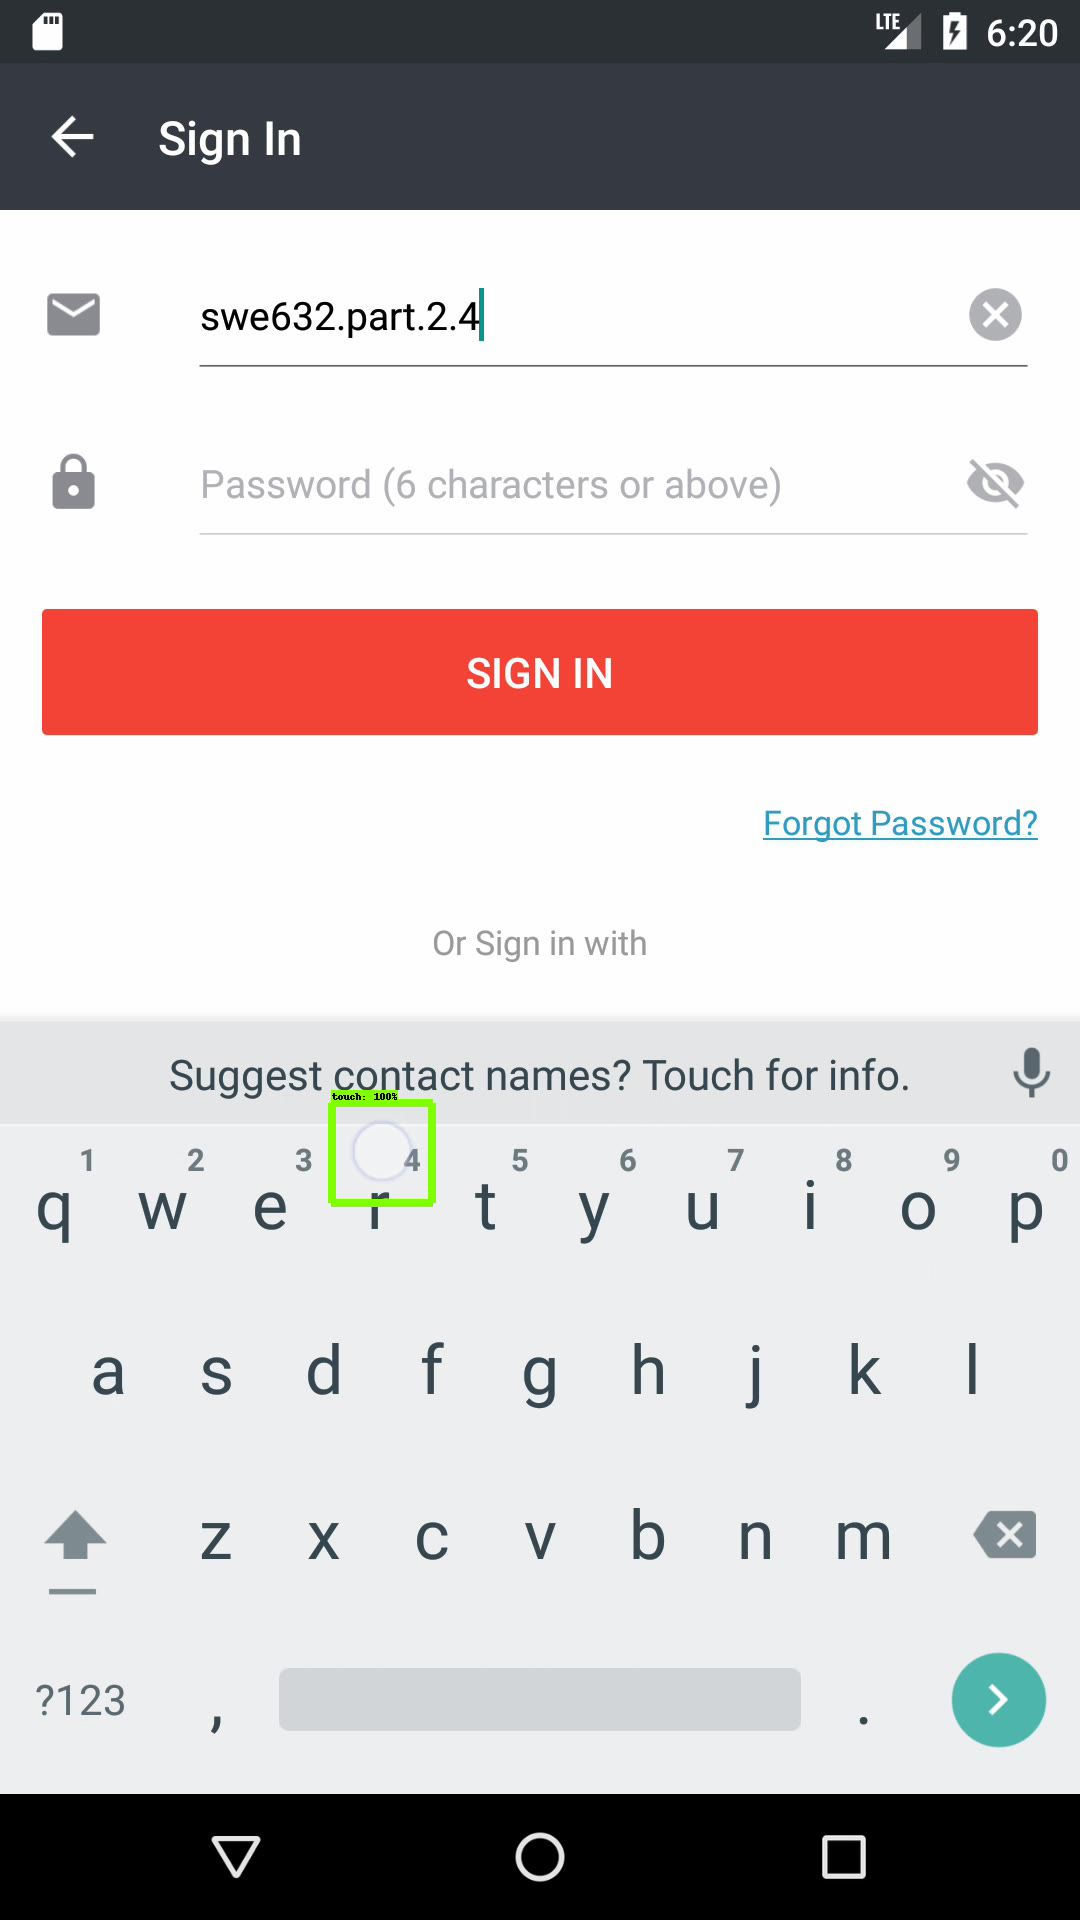 LTE 6:20
Sign In
swe632.part.2.4
Password (6 characters or above)
SIGN IN
Forgot Password?
Or Sign in with
Suggest contact names? Touch for info.
touch: 100%
1 2 3 4 5 6 7 8 9 0
q w e r t y u i o p
a s d f g h j k l
z x c v b n m
?123 , .